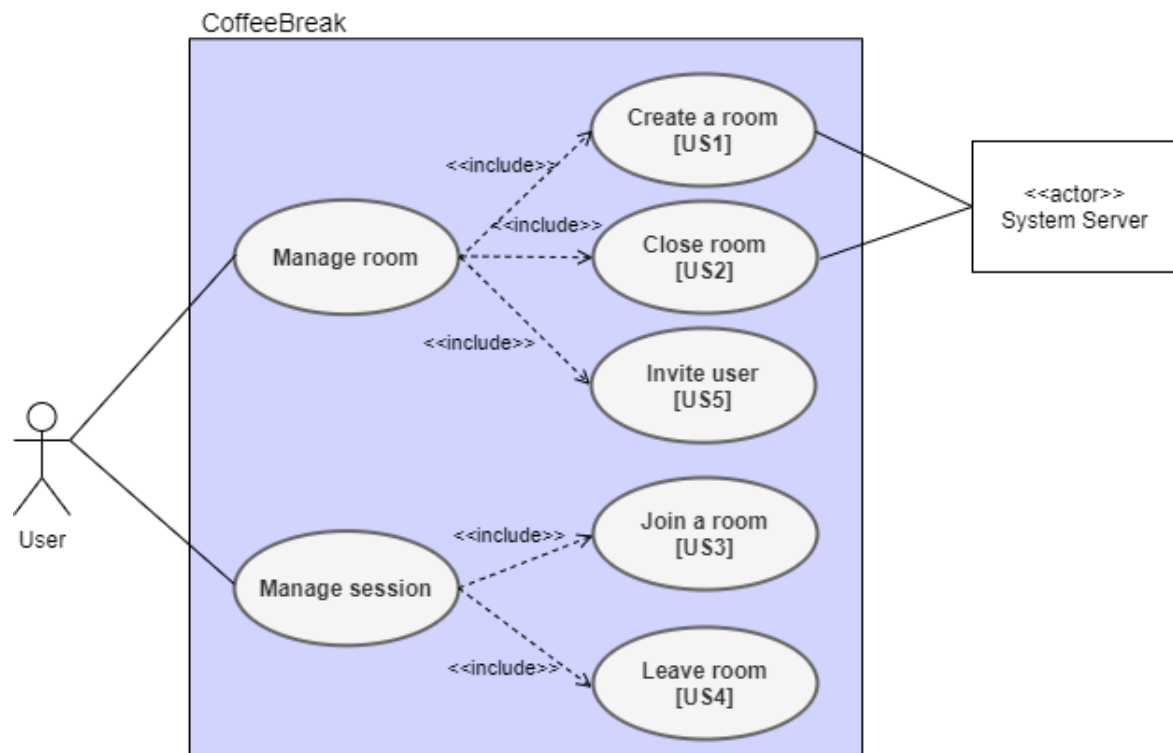 CoffeeBreak
Create a room
[US1]
<<include>>
<<actor>>
System Server
<<include>>
Close room
[US2]
Manage room
<<include>>
Invite user
[US5]
User
Join a room
[US3]
<<include>>
Manage session
<<include>>
Leave room
[US4]